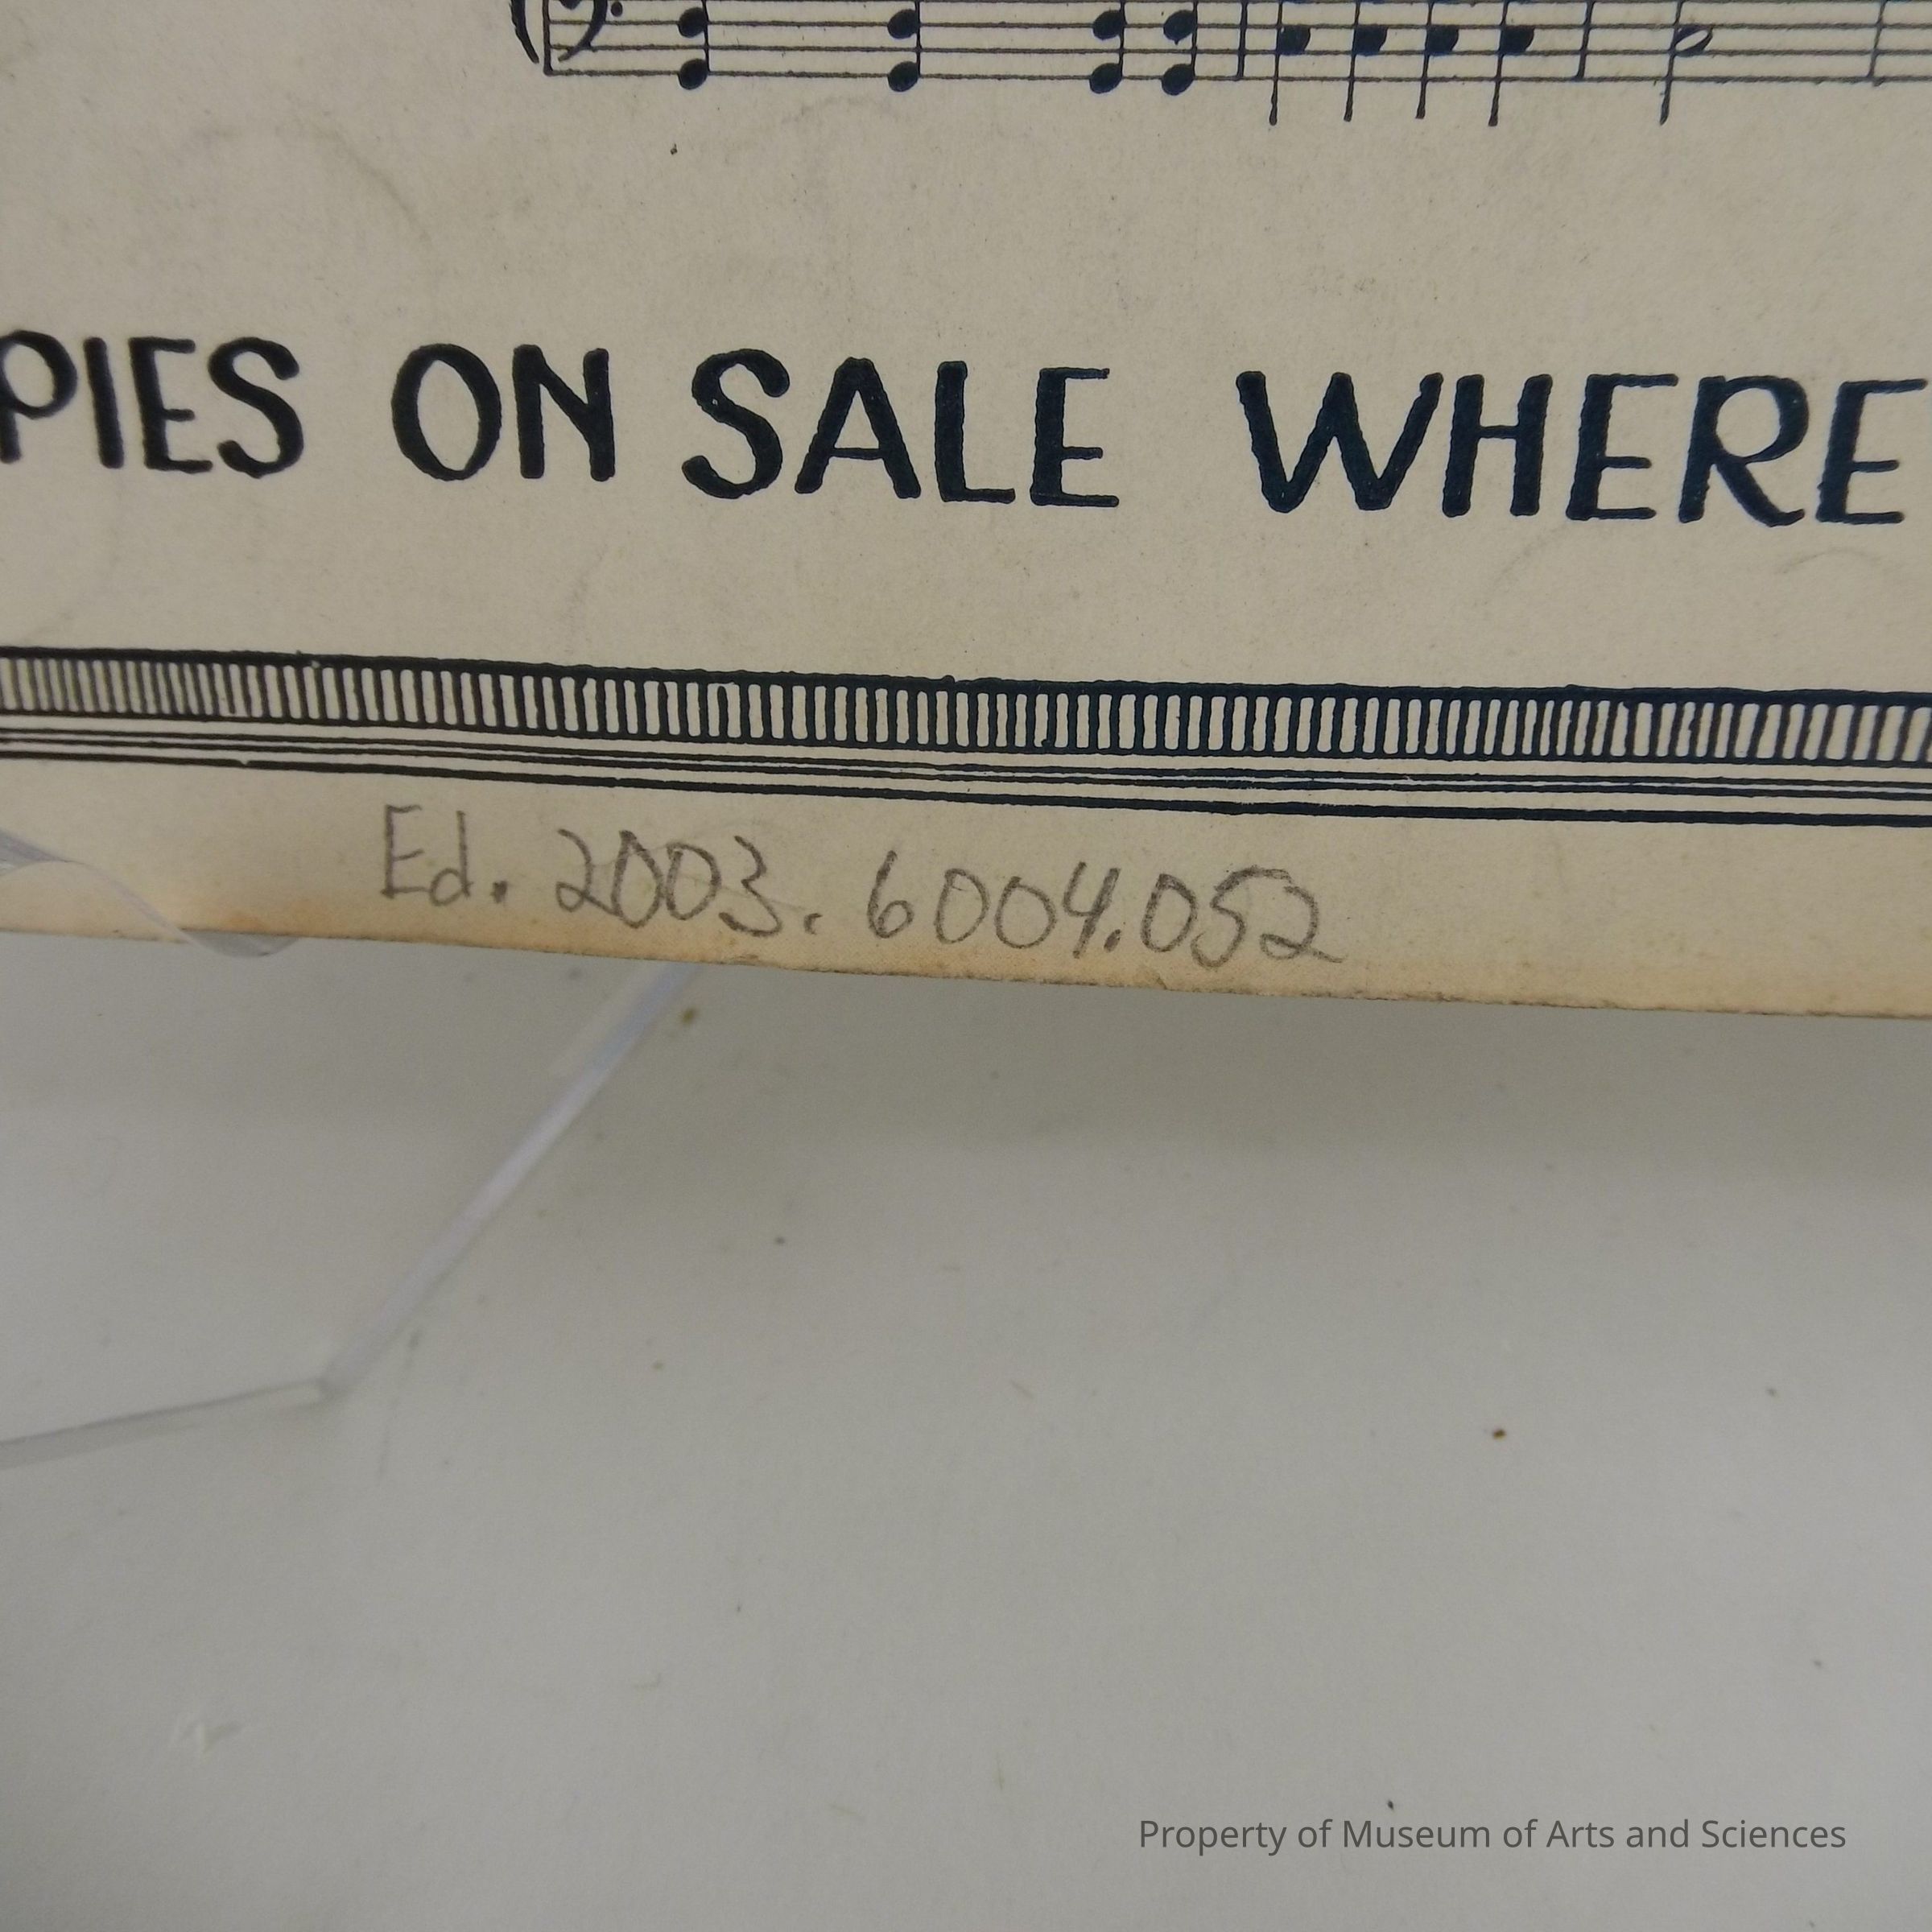 PIES ON SALE WHERE
Ed. 2003.6004.052
Property of Museum of Arts and Sciences